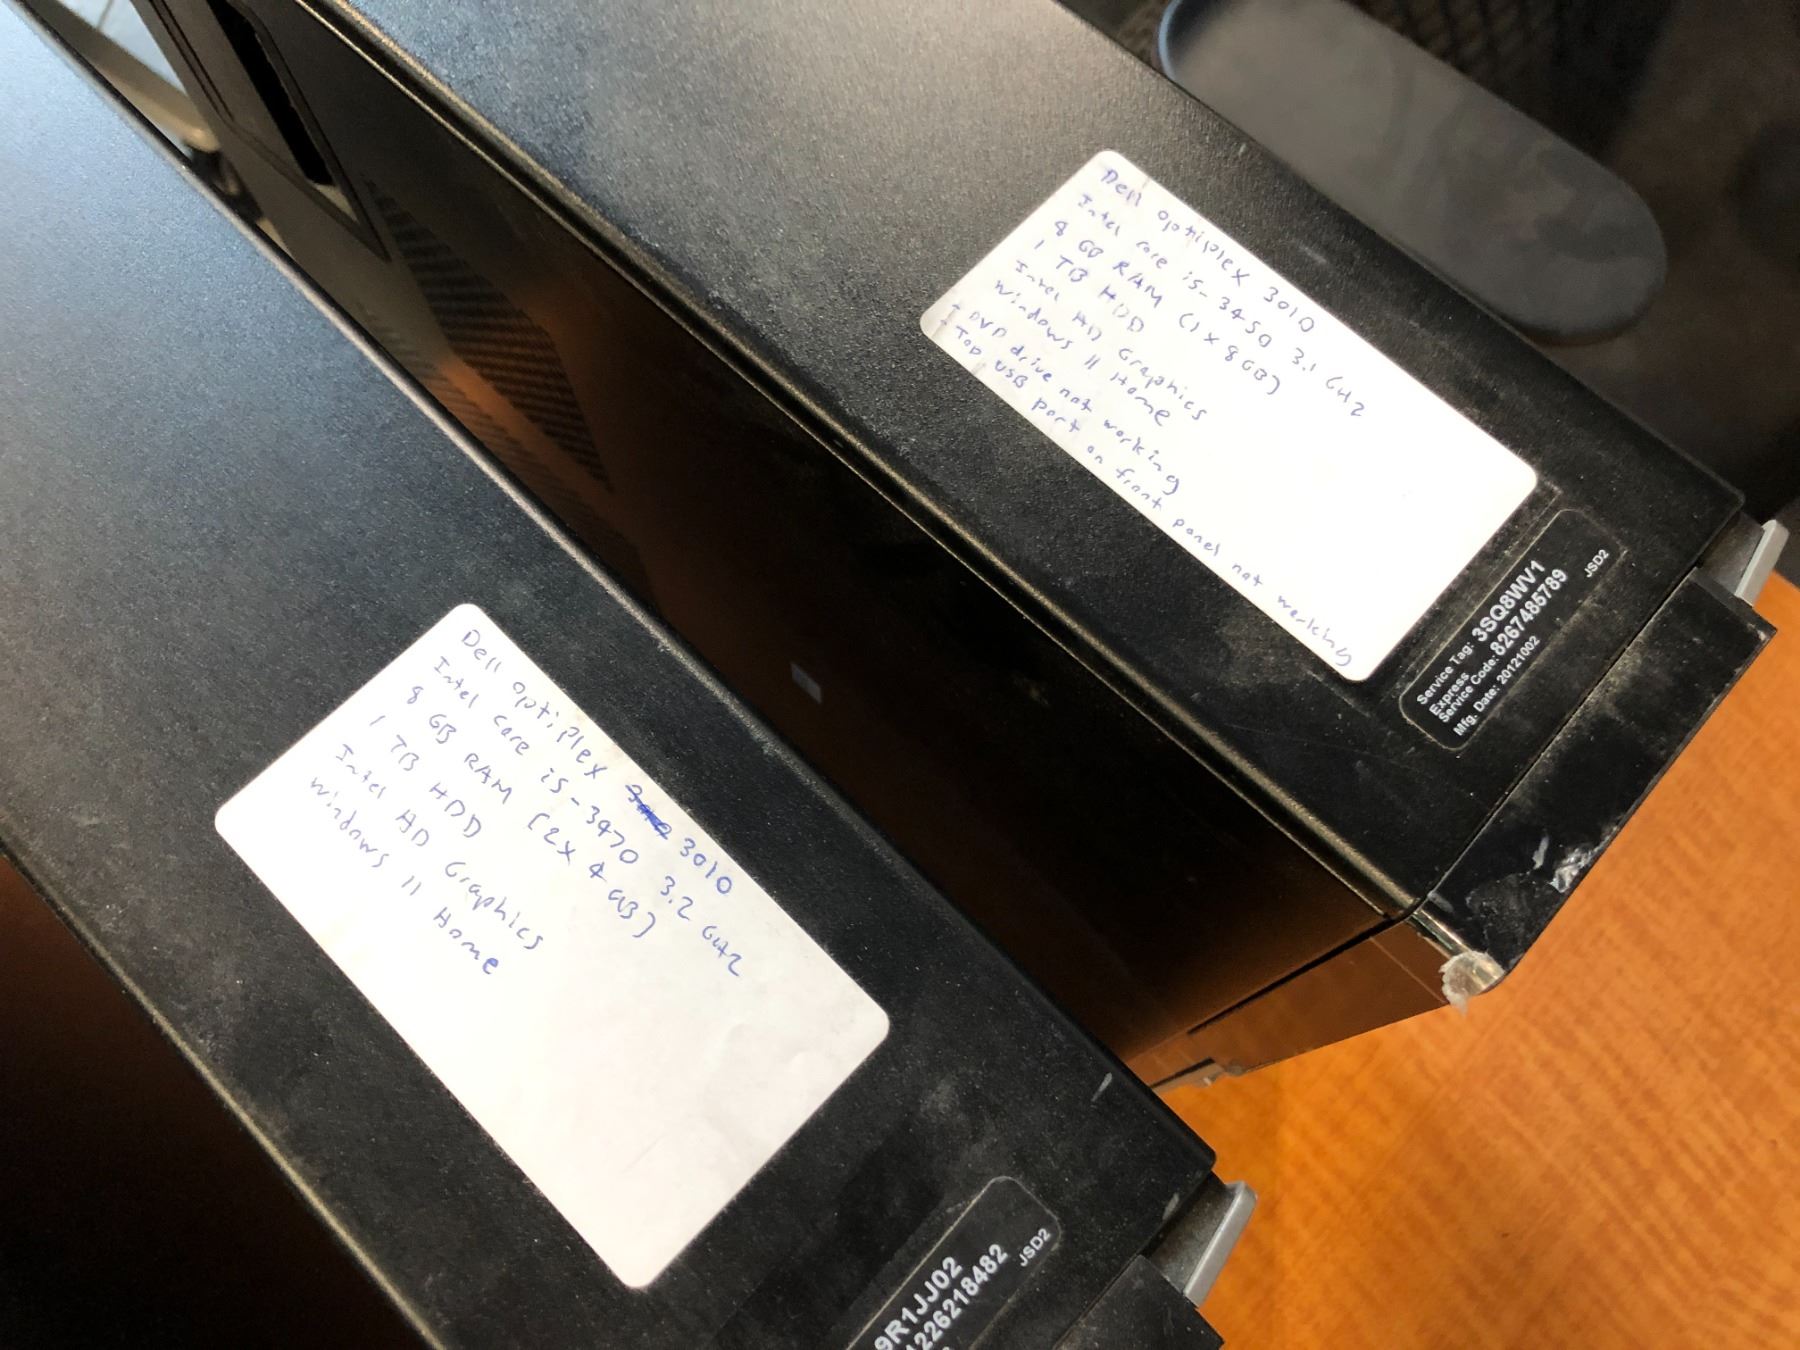 Dell optiplex 3010
Intel core i5-3450 3.1 GHz
8 GB RAM (1x8GB)
1 TB HDD
Intel HD Graphics
Windows 11 Home
- DVD drive not working
- Top USB port on front panel not working
Service Tag: 3SQ8WV1
Express
Service Code: 8267485789
Mfg. Date: 20121002
JSD2
Dell optiplex 3010
Intel Core i5-3470 3.2 GHz
8 GB RAM (2x4GB)
1 TB HDD
Intel HD Graphics
Windows 11 Home
9R1JJ02
1226218482
JSD2